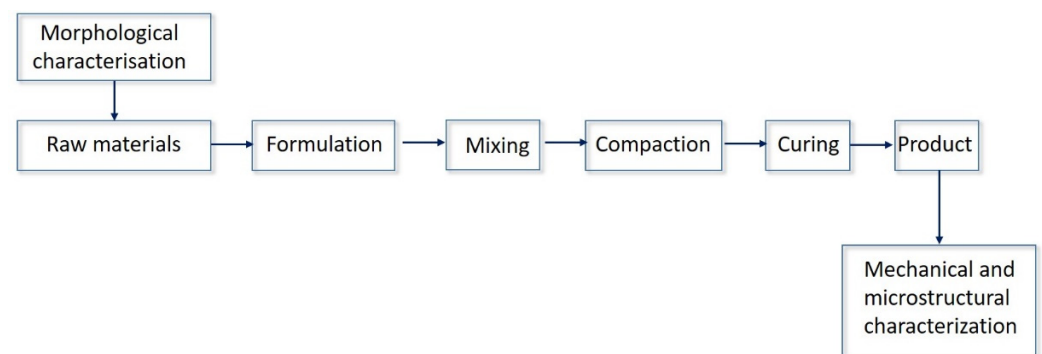 Morphological
characterisation
Raw materials
Formulation
Mixing
Compaction
Curing
Product
Mechanical and
microstructural
characterization